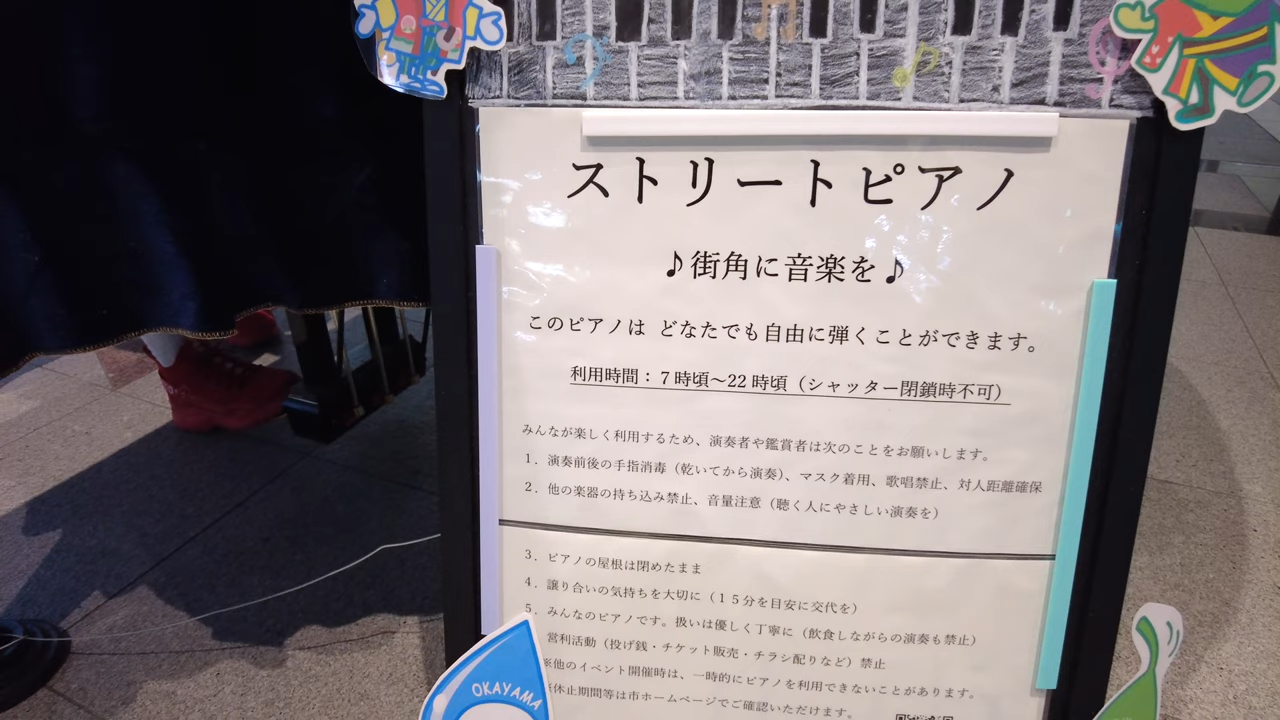 ストリートピアノ
♪街角に音楽を♪
このピアノは どなたでも自由に弾くことができます。
利用時間：７時頃～22時頃（シャッター閉鎖時不可）
みんなが楽しく利用するため、演奏者や鑑賞者は次のことをお願いします。
１．演奏前後の手指消毒（乾いてから演奏）、マスク着用、歌唱禁止、対人距離確保
２．他の楽器の持ち込み禁止、音量注意（聴く人にやさしい演奏を）
３．ピアノの屋根は閉めたまま
４．譲り合いの気持ちを大切に（１５分を目安に交代を）
５．みんなのピアノです。扱いは優しく丁寧に（飲食しながらの演奏も禁止）
営利活動（投げ銭・チケット販売・チラシ配りなど）禁止
※他のイベント開催時は、一時的にピアノを利用できないことがあります。
※休止期間等は市ホームページでご確認いただけます。
OKAYAMA